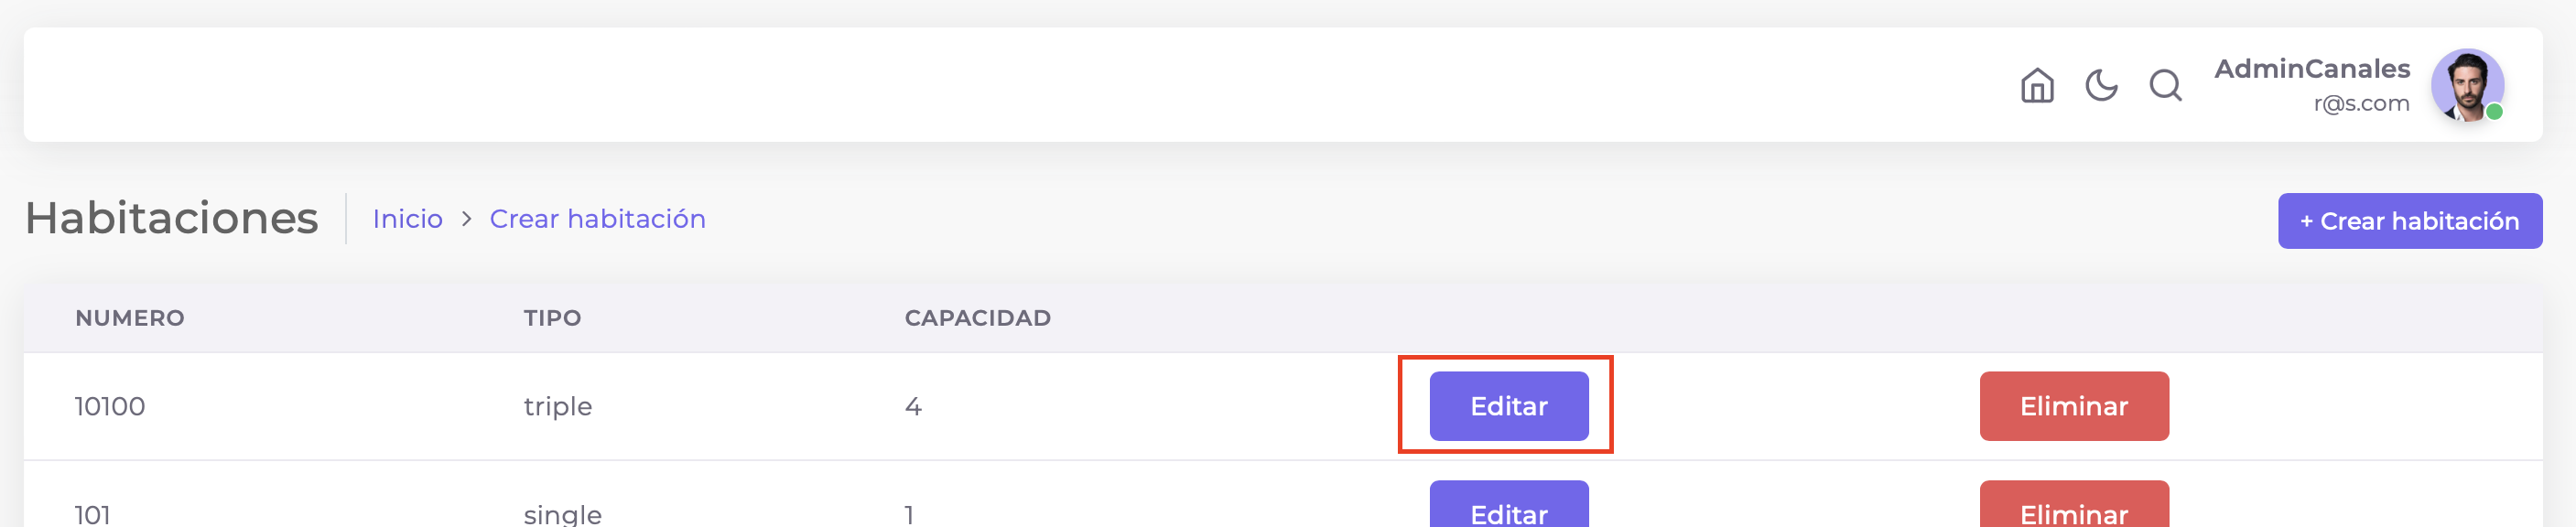 AdminCanales
r@s.com
Habitaciones
Inicio > Crear habitación
+ Crear habitación
NUMERO TIPO CAPACIDAD
10100 triple 4 Editar Eliminar
101 single 1 Editar Eliminar